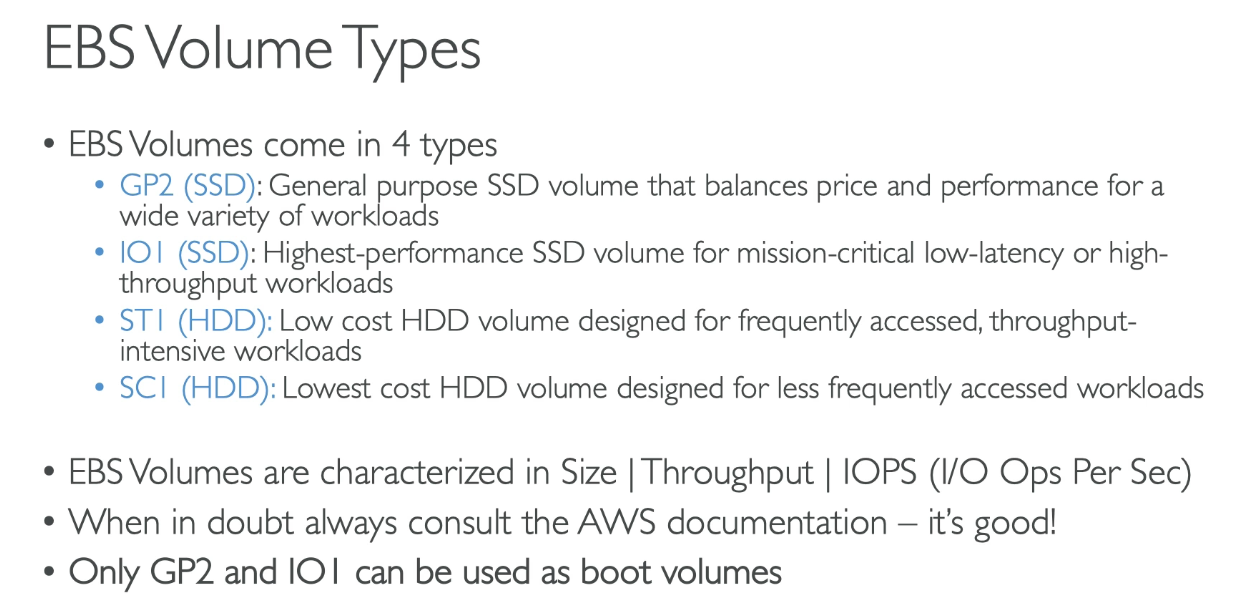 EBS Volume Types
• EBS Volumes come in 4 types
• GP2 (SSD): General purpose SSD volume that balances price and performance for a
wide variety of workloads
• IO1 (SSD): Highest-performance SSD volume for mission-critical low-latency or high-
throughput workloads
• ST1 (HDD): Low cost HDD volume designed for frequently accessed, throughput-
intensive workloads
• SC1 (HDD): Lowest cost HDD volume designed for less frequently accessed workloads
• EBS Volumes are characterized in Size | Throughput | IOPS (I/O Ops Per Sec)
• When in doubt always consult the AWS documentation – it’s good!
• Only GP2 and IO1 can be used as boot volumes